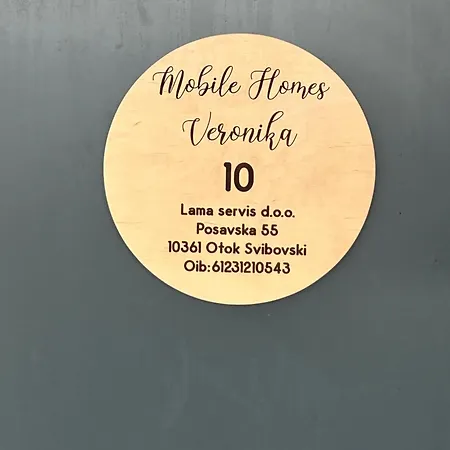 Mobile Homes
Veronika
10
Lama servis d.o.o.
Posavska 55
10361 Otok Svibovski
Oib:61231210543